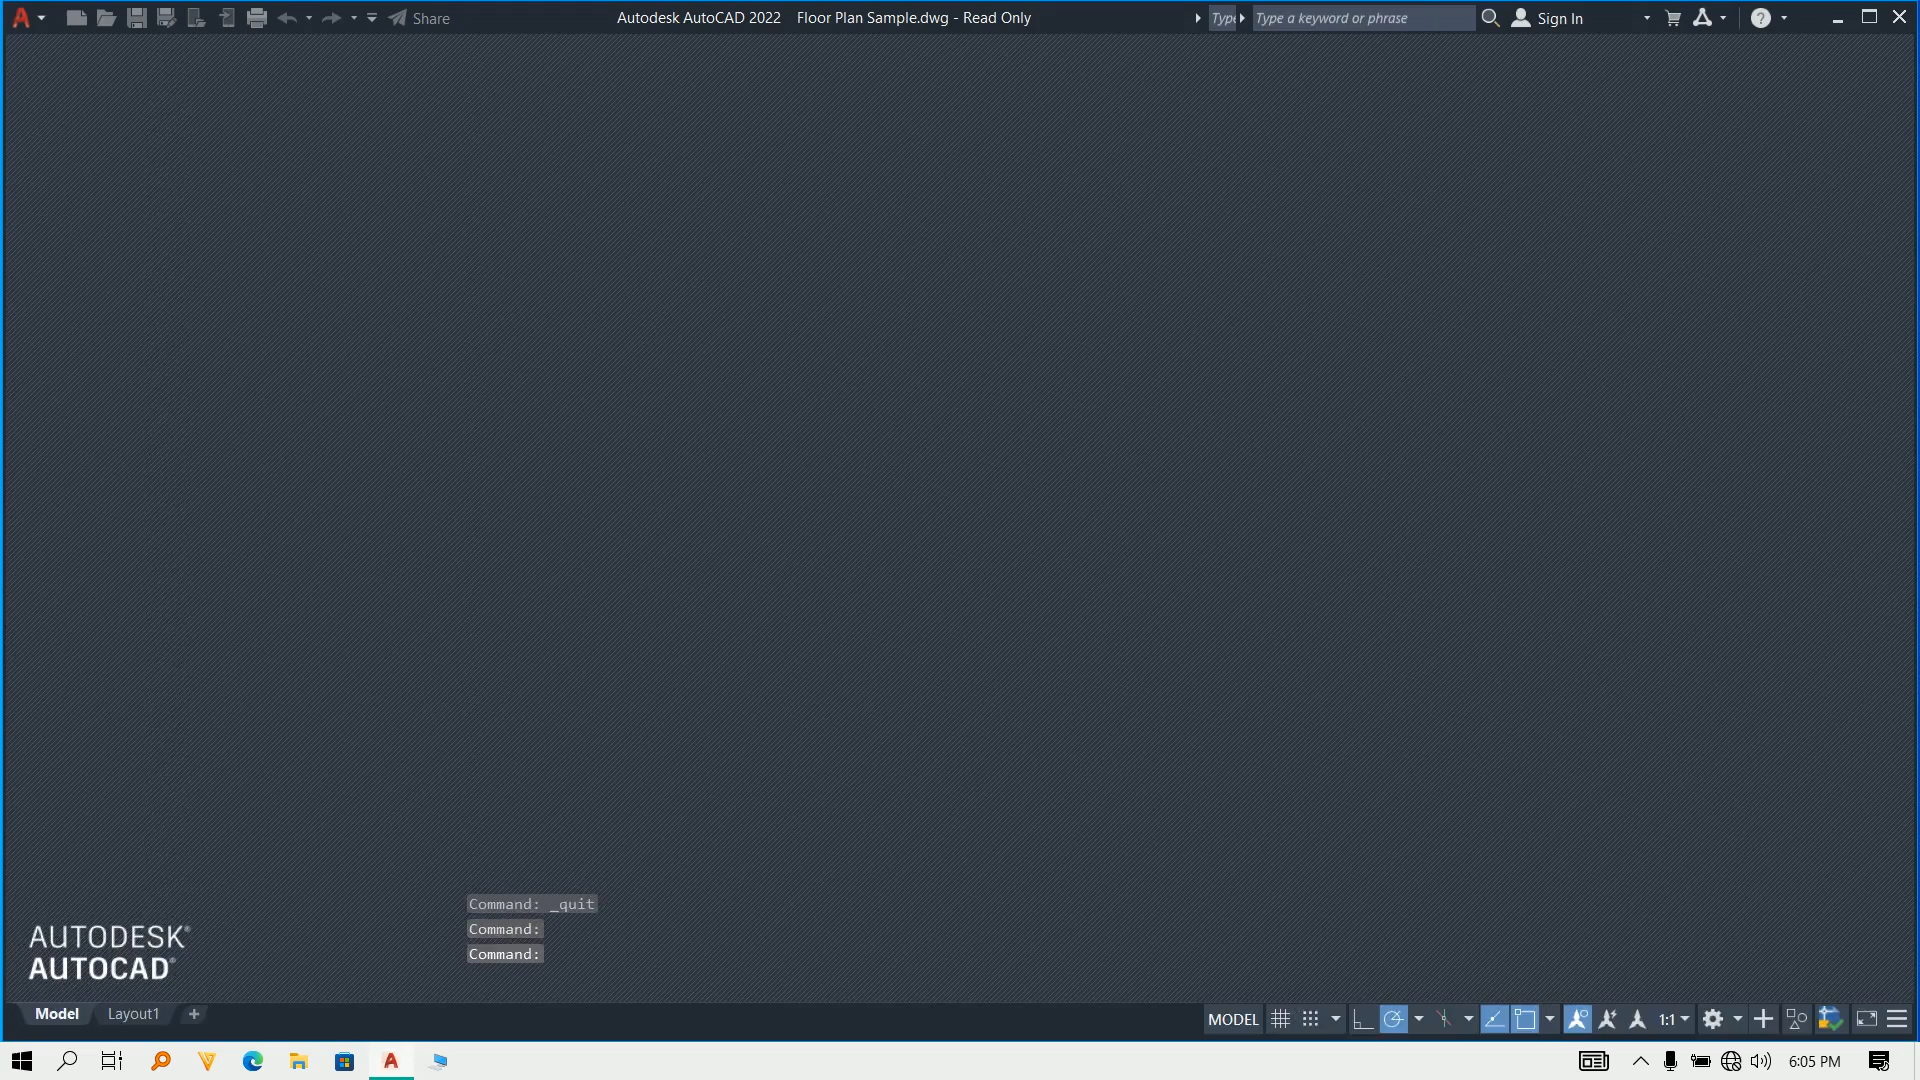 Share
Autodesk AutoCAD 2022 Floor Plan Sample.dwg - Read Only
Type
Type a keyword or phrase
Sign In
Command: _quit
Command:
Command:
AUTODESK®
AUTOCAD®
Model
Layout1
MODEL
1:1
6:05 PM